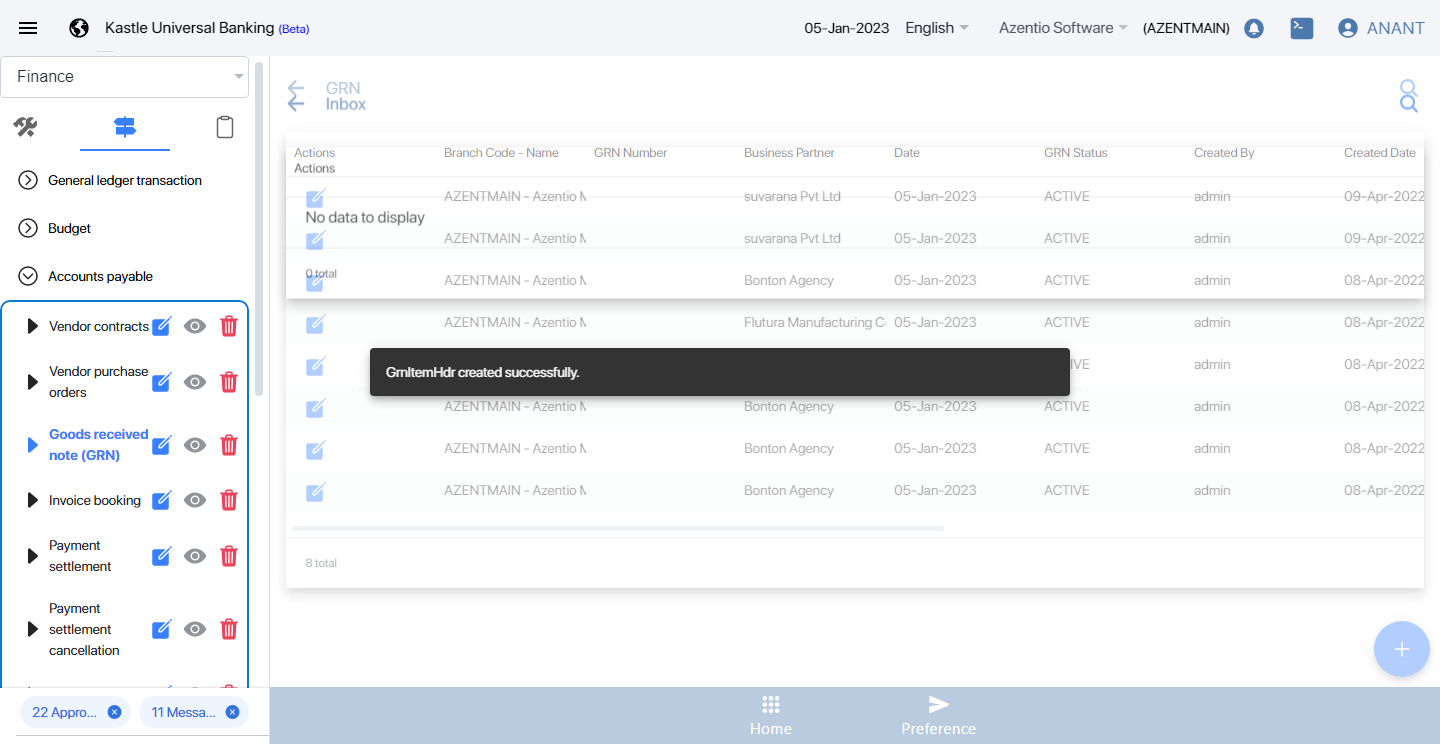 Kastle Universal Banking (Beta)
05-Jan-2023
English
Azentio Software
(AZENTMAIN)
ANANT
Finance
General ledger transaction
Budget
Accounts payable
Vendor contracts
Vendor purchase
orders
Goods received
note (GRN)
Invoice booking
Payment
settlement
Payment
settlement
cancellation
22 Appro...
11 Messa...
GRN
Inbox
Actions Branch Code - Name GRN Number Business Partner Date GRN Status Created By Created Date
Actions
AZENTMAIN - Azentio M suvarana Pvt Ltd 05-Jan-2023 ACTIVE admin 09-Apr-2022
No data to display
AZENTMAIN - Azentio M suvarana Pvt Ltd 05-Jan-2023 ACTIVE admin 09-Apr-2022
0 total
AZENTMAIN - Azentio M Bonton Agency 05-Jan-2023 ACTIVE admin 08-Apr-2022
AZENTMAIN - Azentio M Flutura Manufacturing C 05-Jan-2023 ACTIVE admin 08-Apr-2022
admin 08-Apr-2022
GrnItemHdr created successfully.
AZENTMAIN - Azentio M Bonton Agency 05-Jan-2023 ACTIVE admin 08-Apr-2022
AZENTMAIN - Azentio M Bonton Agency 05-Jan-2023 ACTIVE admin 08-Apr-2022
AZENTMAIN - Azentio M Bonton Agency 05-Jan-2023 ACTIVE admin 08-Apr-2022
8 total
Home
Preference